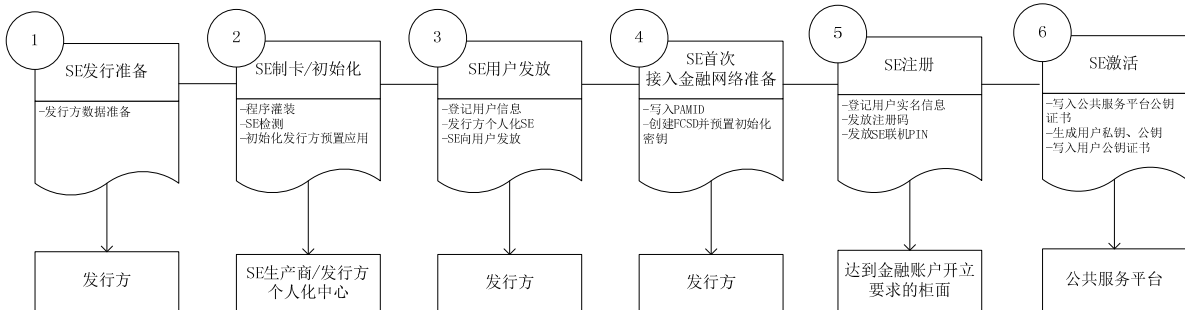 1
SE发行准备
-发行方数据准备
发行方
2
SE制卡/初始化
-程序灌装
-SE检测
-初始化发行方预置应用
SE生产商/发行方
个人化中心
3
SE用户发放
-登记用户信息
-发行方个人化SE
-SE向用户发放
发行方
4
SE首次
接入金融网络准备
-写入PAMID
-创建FCSD并预置初始化
密钥
发行方
5
SE注册
-登记用户实名信息
-发放注册码
-发放SE联机PIN
达到金融账户开立
要求的柜面
6
SE激活
-写入公共服务平台公钥
证书
-生成用户私钥、公钥
-写入用户公钥证书
公共服务平台